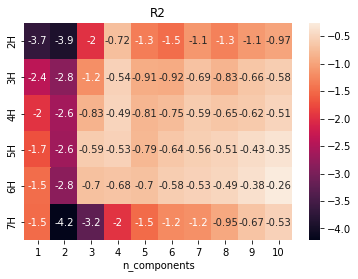 R2
2H -3.7 -3.9 -2 -0.72 -1.3 -1.5 -1.1 -1.3 -1.1 -0.97
3H -2.4 -2.8 -1.2 -0.54 -0.91 -0.92 -0.69 -0.83 -0.66 -0.58
4H -2 -2.6 -0.83 -0.49 -0.81 -0.75 -0.59 -0.65 -0.62 -0.51
5H -1.7 -2.6 -0.59 -0.53 -0.79 -0.64 -0.56 -0.51 -0.43 -0.35
6H -1.5 -2.8 -0.7 -0.68 -0.58 -0.53 -0.49 -0.38 -0.26
7H -1.5 -4.2 -3.2 -2 -1.5 -1.2 -1.2 -0.95 -0.67 -0.53
1 2 3 4 5 6 7 8 9 10
n_components
-0.5
-1.0
-1.5
-2.0
-2.5
-3.0
-3.5
-4.0